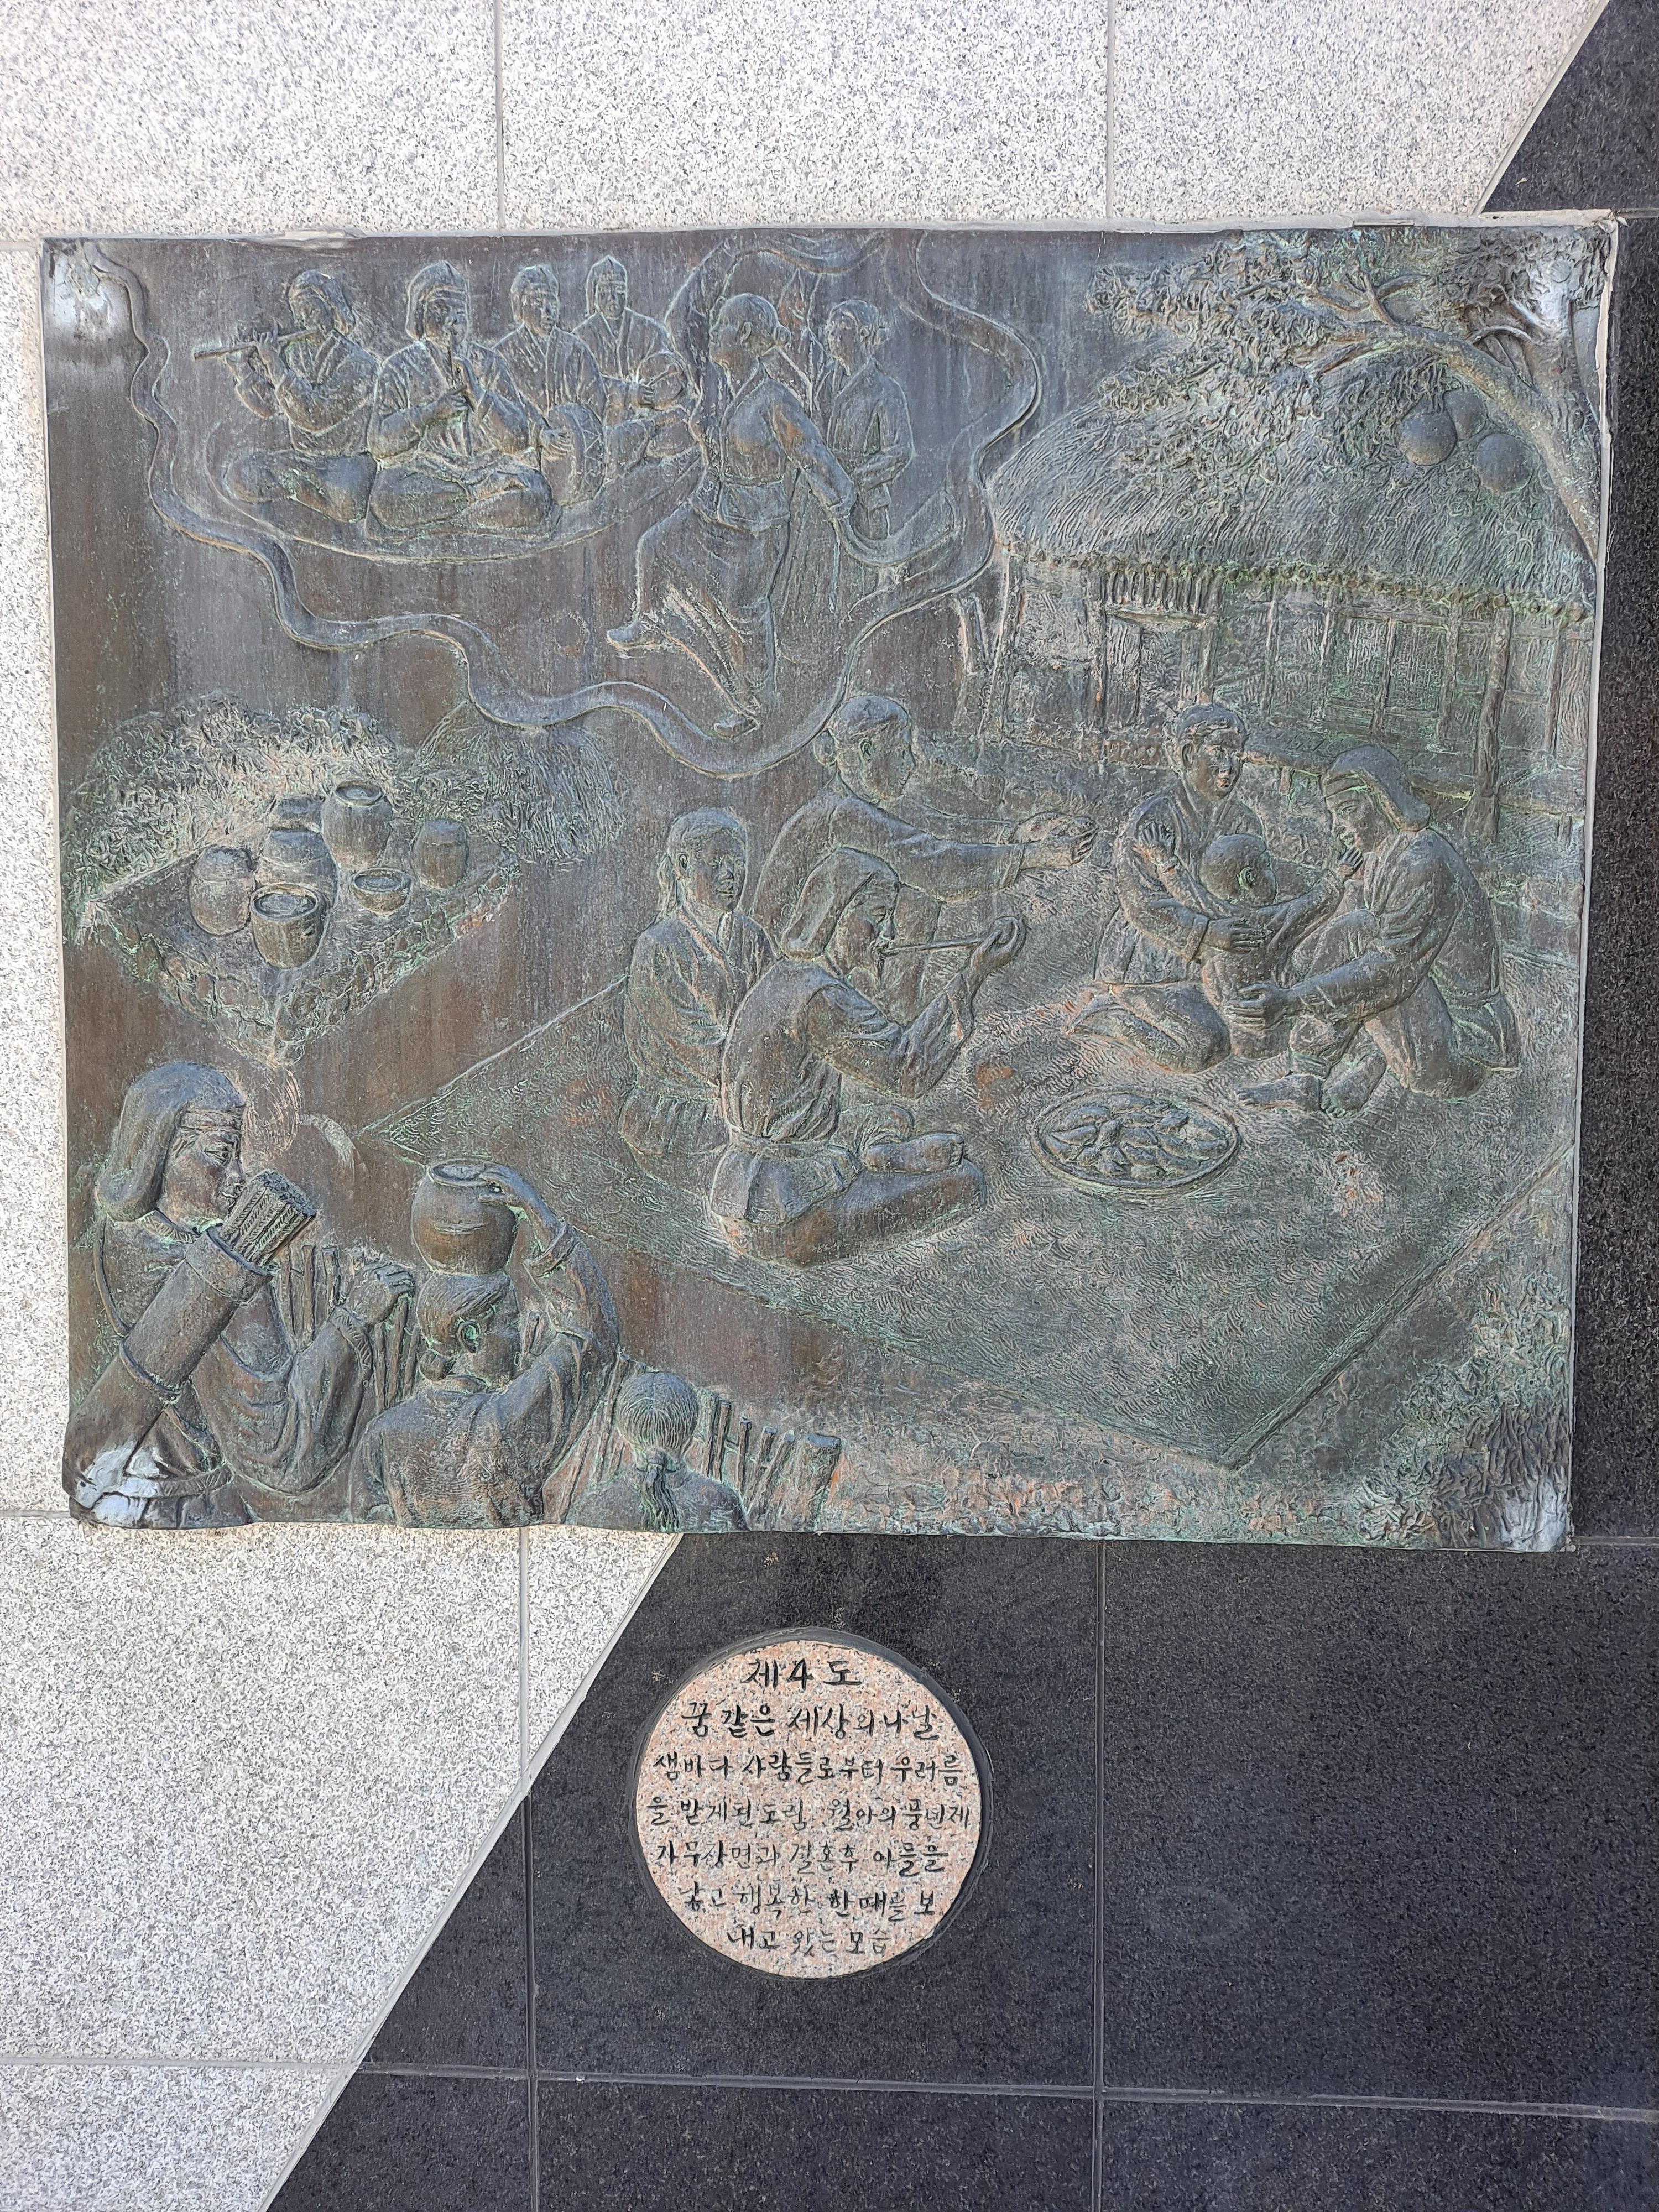 제4도
꿈같은 세상의 나날
샘바다 사람들로부터 우러름
을 받게된 도림, 월아의 풍년제
가무장면과 결혼후 아들을
낳고 행복한 한때를 보
내고 있는 모습